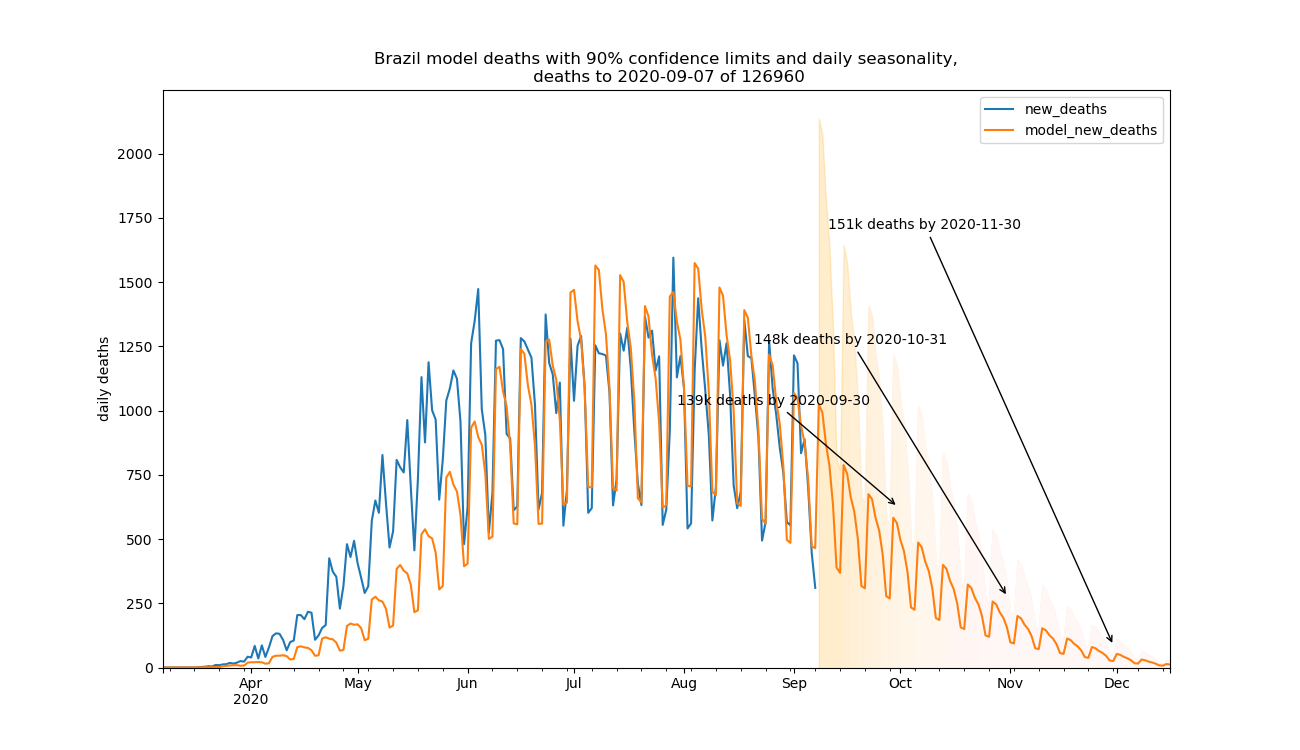 Brazil model deaths with 90% confidence limits and daily seasonality,
deaths to 2020-09-07 of 126960
new_deaths
model_new_deaths
daily deaths
2000
1750
1500
1250
1000
750
500
250
0
151k deaths by 2020-11-30
148k deaths by 2020-10-31
139k deaths by 2020-09-30
Apr
2020
May
Jun
Jul
Aug
Sep
Oct
Nov
Dec